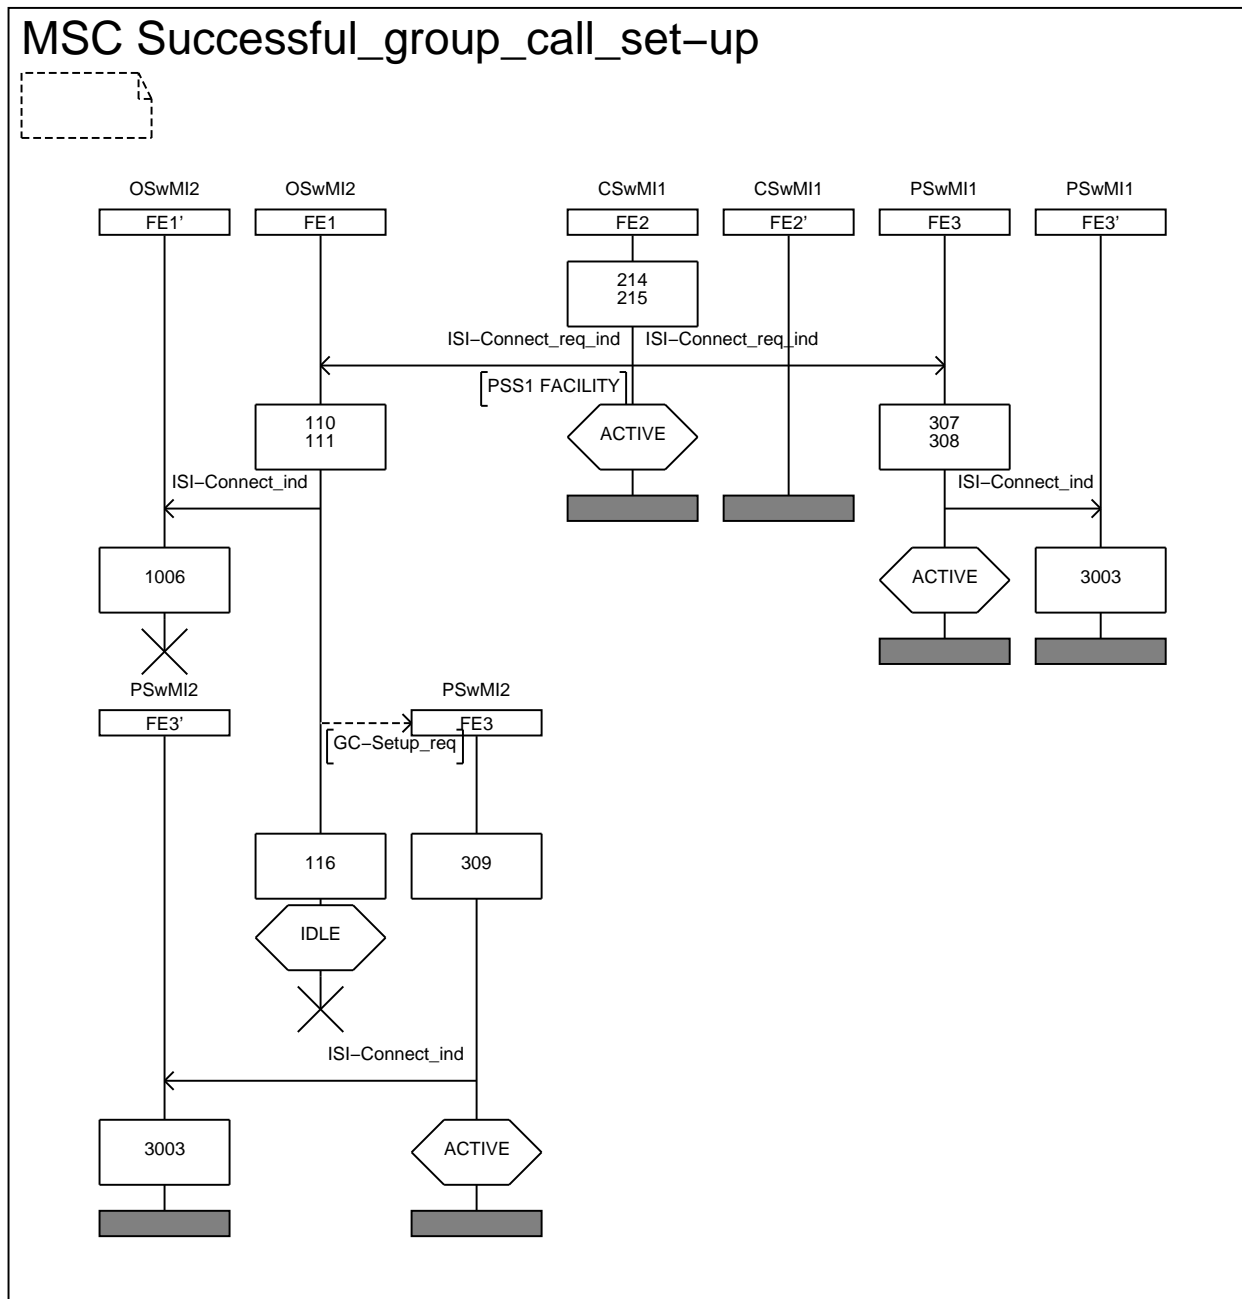 MSC Successful_group_call_set−up
OSwMI2 OSwMI2 CSwMI1 CSwMI1 PSwMI1 PSwMI1
FE1' FE1 FE2 FE2' FE3 FE3'
214
215
ISI−Connect_req_ind ISI−Connect_req_ind
PSS1 FACILITY
110
111
ACTIVE
307
308
ISI−Connect_ind ISI−Connect_ind
1006 ACTIVE 3003
PSwMI2 PSwMI2
FE3' FE3
GC−Setup_req
116 309
IDLE
ISI−Connect_ind
3003 ACTIVE